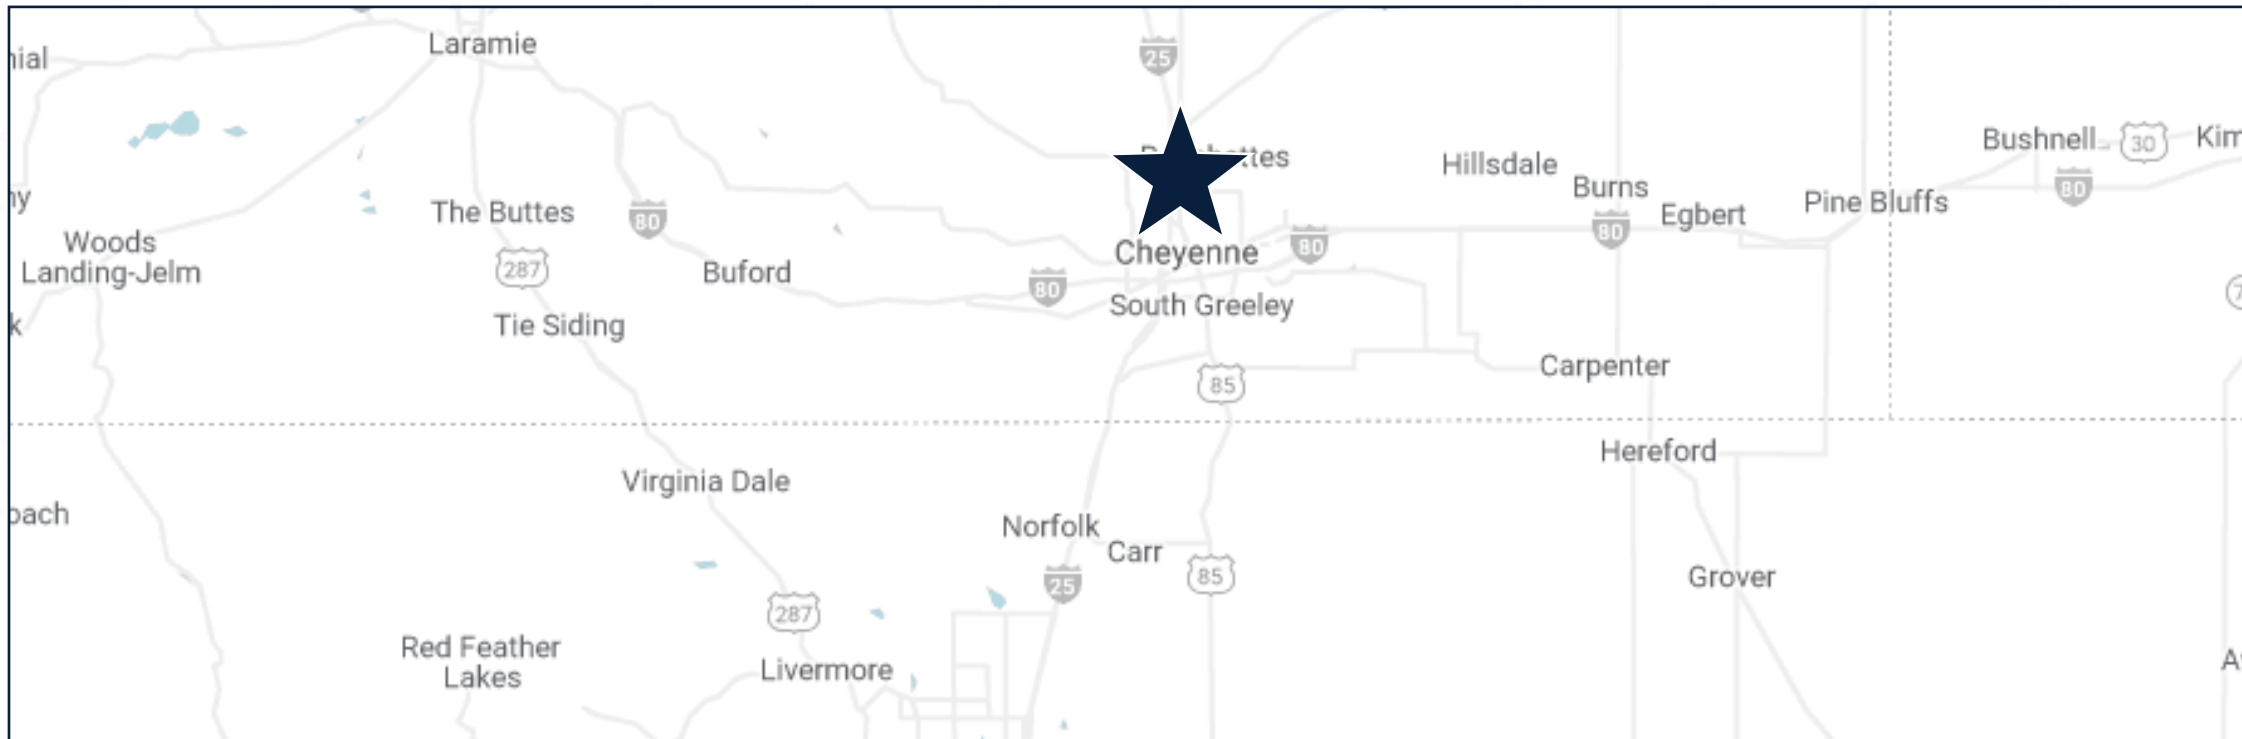 Laramie
25
Bushnell
30
Hillsdale
Burns
Egbert
Pine Bluffs
80
The Buttes
80
80
80
Woods
Landing-Jelm
287
Buford
Cheyenne
80
South Greeley
Tie Siding
Carpenter
85
Hereford
Virginia Dale
Norfolk
Carr
25
85
Grover
287
Red Feather
Lakes
Livermore